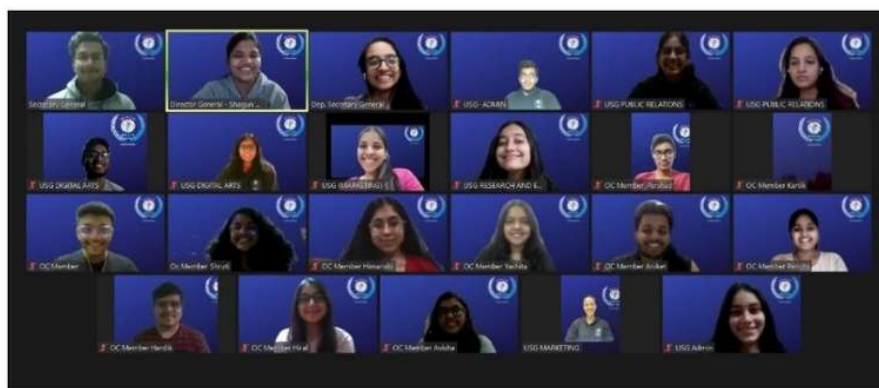 Secretary General
Director General - Shagun ...
Dep. Secretary General
USG- ADMIN
USG PUBLIC RELATIONS
USG PUBLIC RELATIONS
USG DIGITAL ARTS
USG DIGITAL ARTS
USG (MARKETING)
USG RESEARCH AND E...
OC Member
OC-Member Kartik
OC Member
Oc Member Shruti
OC Member Himanshi
OC Member Yachita
OC Member Aniket
OC Member
OC Member Hardik
OC Member Hiral
OC Member Avisha
USG MARKETING
USG Admin